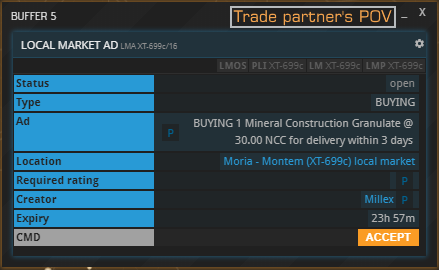 BUFFER 5
Trade partner's POV
– X
LOCAL MARKET AD LMA XT-699c/16
LMOS PLI XT-699c LM XT-699c LMP XT-699c
Status open
Type BUYING
Ad P BUYING 1 Mineral Construction Granulate @
30.00 NCC for delivery within 3 days
Location Moria - Montem (XT-699c) local market
Required rating P
Creator Millex P
Expiry 23h 57m
CMD ACCEPT